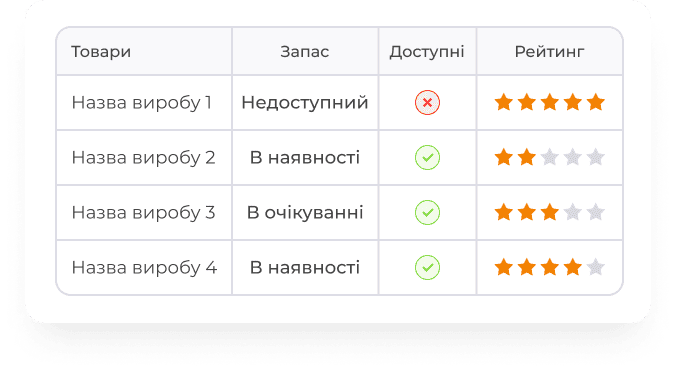 Товари Запас Доступні Рейтинг
Назва виробу 1 Недоступний
Назва виробу 2 В наявності
Назва виробу 3 В очікуванні
Назва виробу 4 В наявності